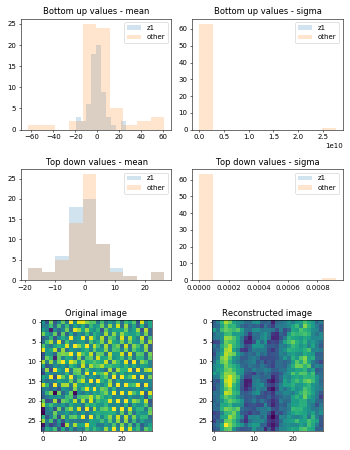 Bottom up values - mean
Bottom up values - sigma
25
20
15
10
5
0
z1
other
−60 −40 −20 0 20 40 60
60
50
40
30
20
10
0
z1
other
0.0 0.5 1.0 1.5 2.0 2.5 3.0
1e10
Top down values - mean
Top down values - sigma
25
20
15
10
5
0
z1
other
−20 −10 0 10 20
60
50
40
30
20
10
0
z1
other
0.0000 0.0002 0.0004 0.0006 0.0008
Original image
Reconstructed image
0
5
10
15
20
25
0 10 20
0
5
10
15
20
25
0 10 20